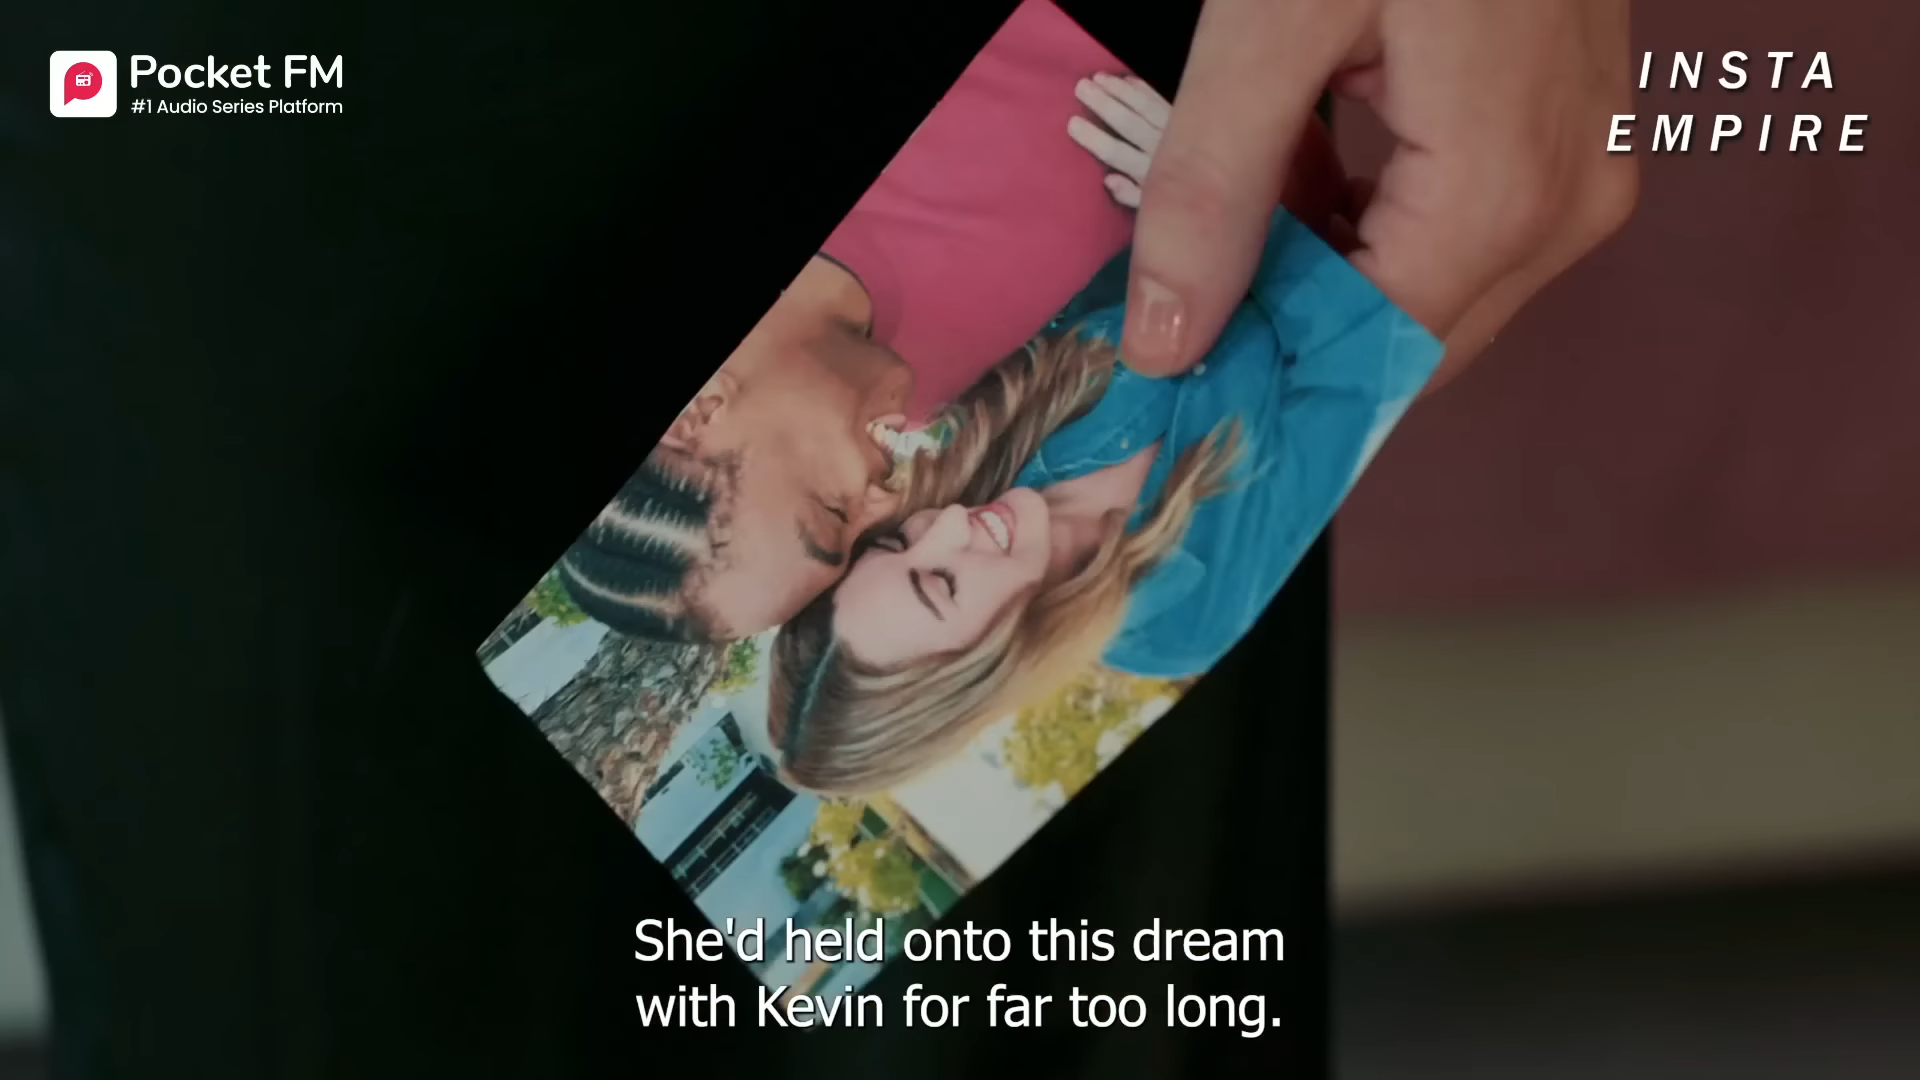 Pocket FM
#1 Audio Series Platform
INSTA
EMPIRE
She'd held onto this dream
with Kevin for far too long.